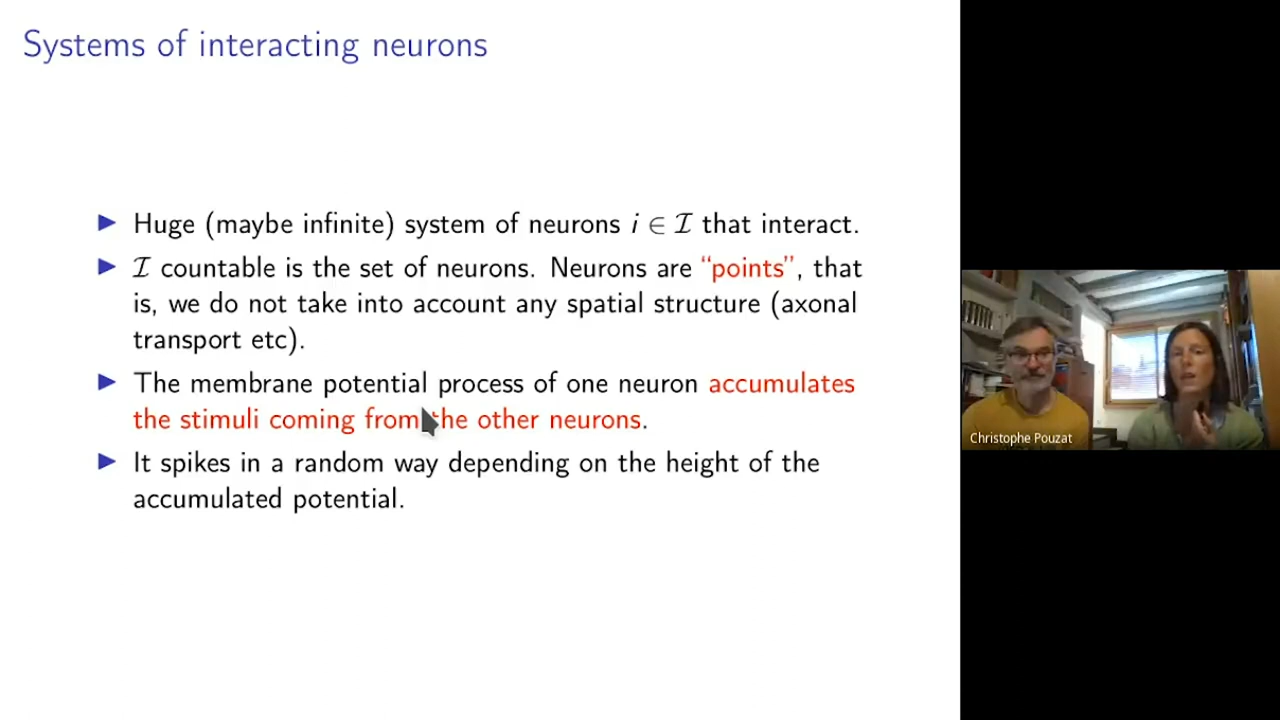 Systems of interacting neurons
▶ Huge (maybe infinite) system of neurons i ∈ ℐ that interact.
▶ ℐ countable is the set of neurons. Neurons are “points”, that
is, we do not take into account any spatial structure (axonal
transport etc).
▶ The membrane potential process of one neuron accumulates
the stimuli coming from the other neurons.
▶ It spikes in a random way depending on the height of the
accumulated potential.
Christophe Pouzat